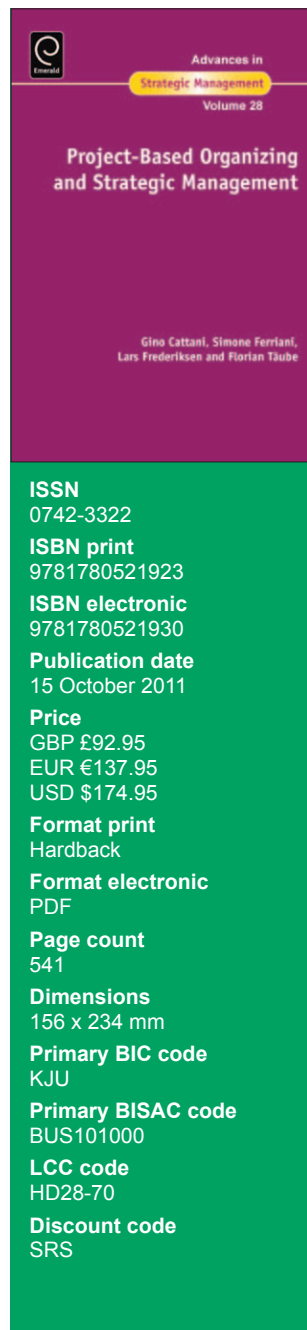 Emerald
Advances in
Strategic Management
Volume 28
Project-Based Organizing
and Strategic Management
Gino Cattani, Simone Ferriani,
Lars Frederiksen and Florian Täube
ISSN
0742-3322
ISBN print
9781780521923
ISBN electronic
9781780521930
Publication date
15 October 2011
Price
GBP £92.95
EUR €137.95
USD $174.95
Format print
Hardback
Format electronic
PDF
Page count
541
Dimensions
156 x 234 mm
Primary BIC code
KJU
Primary BISAC code
BUS101000
LCC code
HD28-70
Discount code
SRS